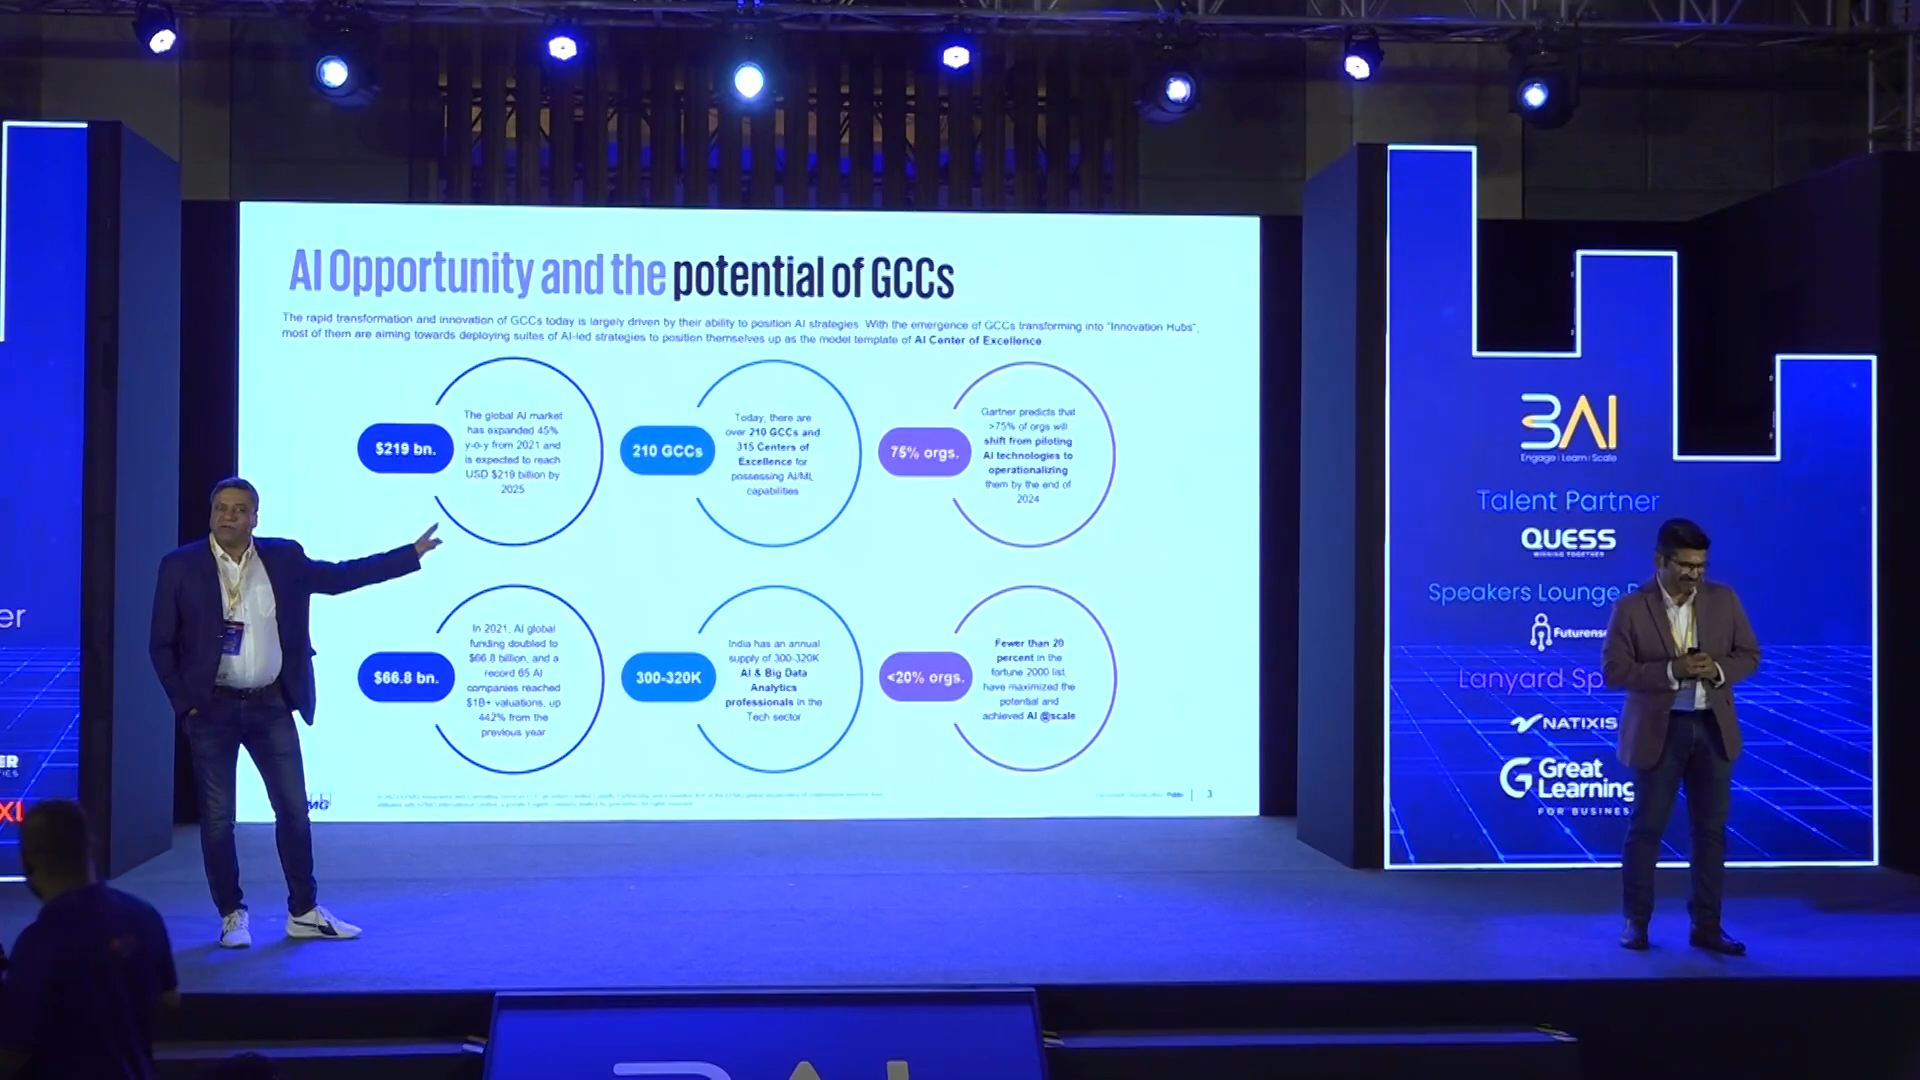 AI Opportunity and the potential of GCCs
The rapid transformation and innovation of GCCs today is largely driven by their ability to position AI strategies. With the emergence of GCCs transforming into "Innovation Hubs",
most of them are aiming towards deploying suites of AI-led strategies to position themselves up as the model template of AI Center of Excellence
$219 bn.
The global AI market
has expanded 45%
y-o-y from 2021 and
is expected to reach
USD $219 billion by
2025
210 GCCs
Today, there are
over 210 GCCs and
315 Centers of
Excellence for
possessing AI/ML
capabilities
75% orgs.
Gartner predicts that
>75% of orgs will
shift from piloting
AI technologies to
operationalizing
them by the end of
2024
$66.8 bn.
In 2021, AI global
funding doubled to
$66.8 billion, and a
record 65 AI
companies reached
$1B+ valuations, up
442% from the
previous year
300-320K
India has an annual
supply of 300-320K
AI & Big Data
Analytics
professionals in the
Tech sector
<20% orgs.
Fewer than 20
percent in the
fortune 2000 list,
have maximized the
potential and
achieved AI @scale
3
3AI
Engage | Learn | Scale
Talent Partner
QUESS
WINNING TOGETHER
Speakers Lounge
Futurense
Lanyard Sp
NATIXIS
Great
Learning
FOR BUSINESS
er
ER
IES
XI
3AI